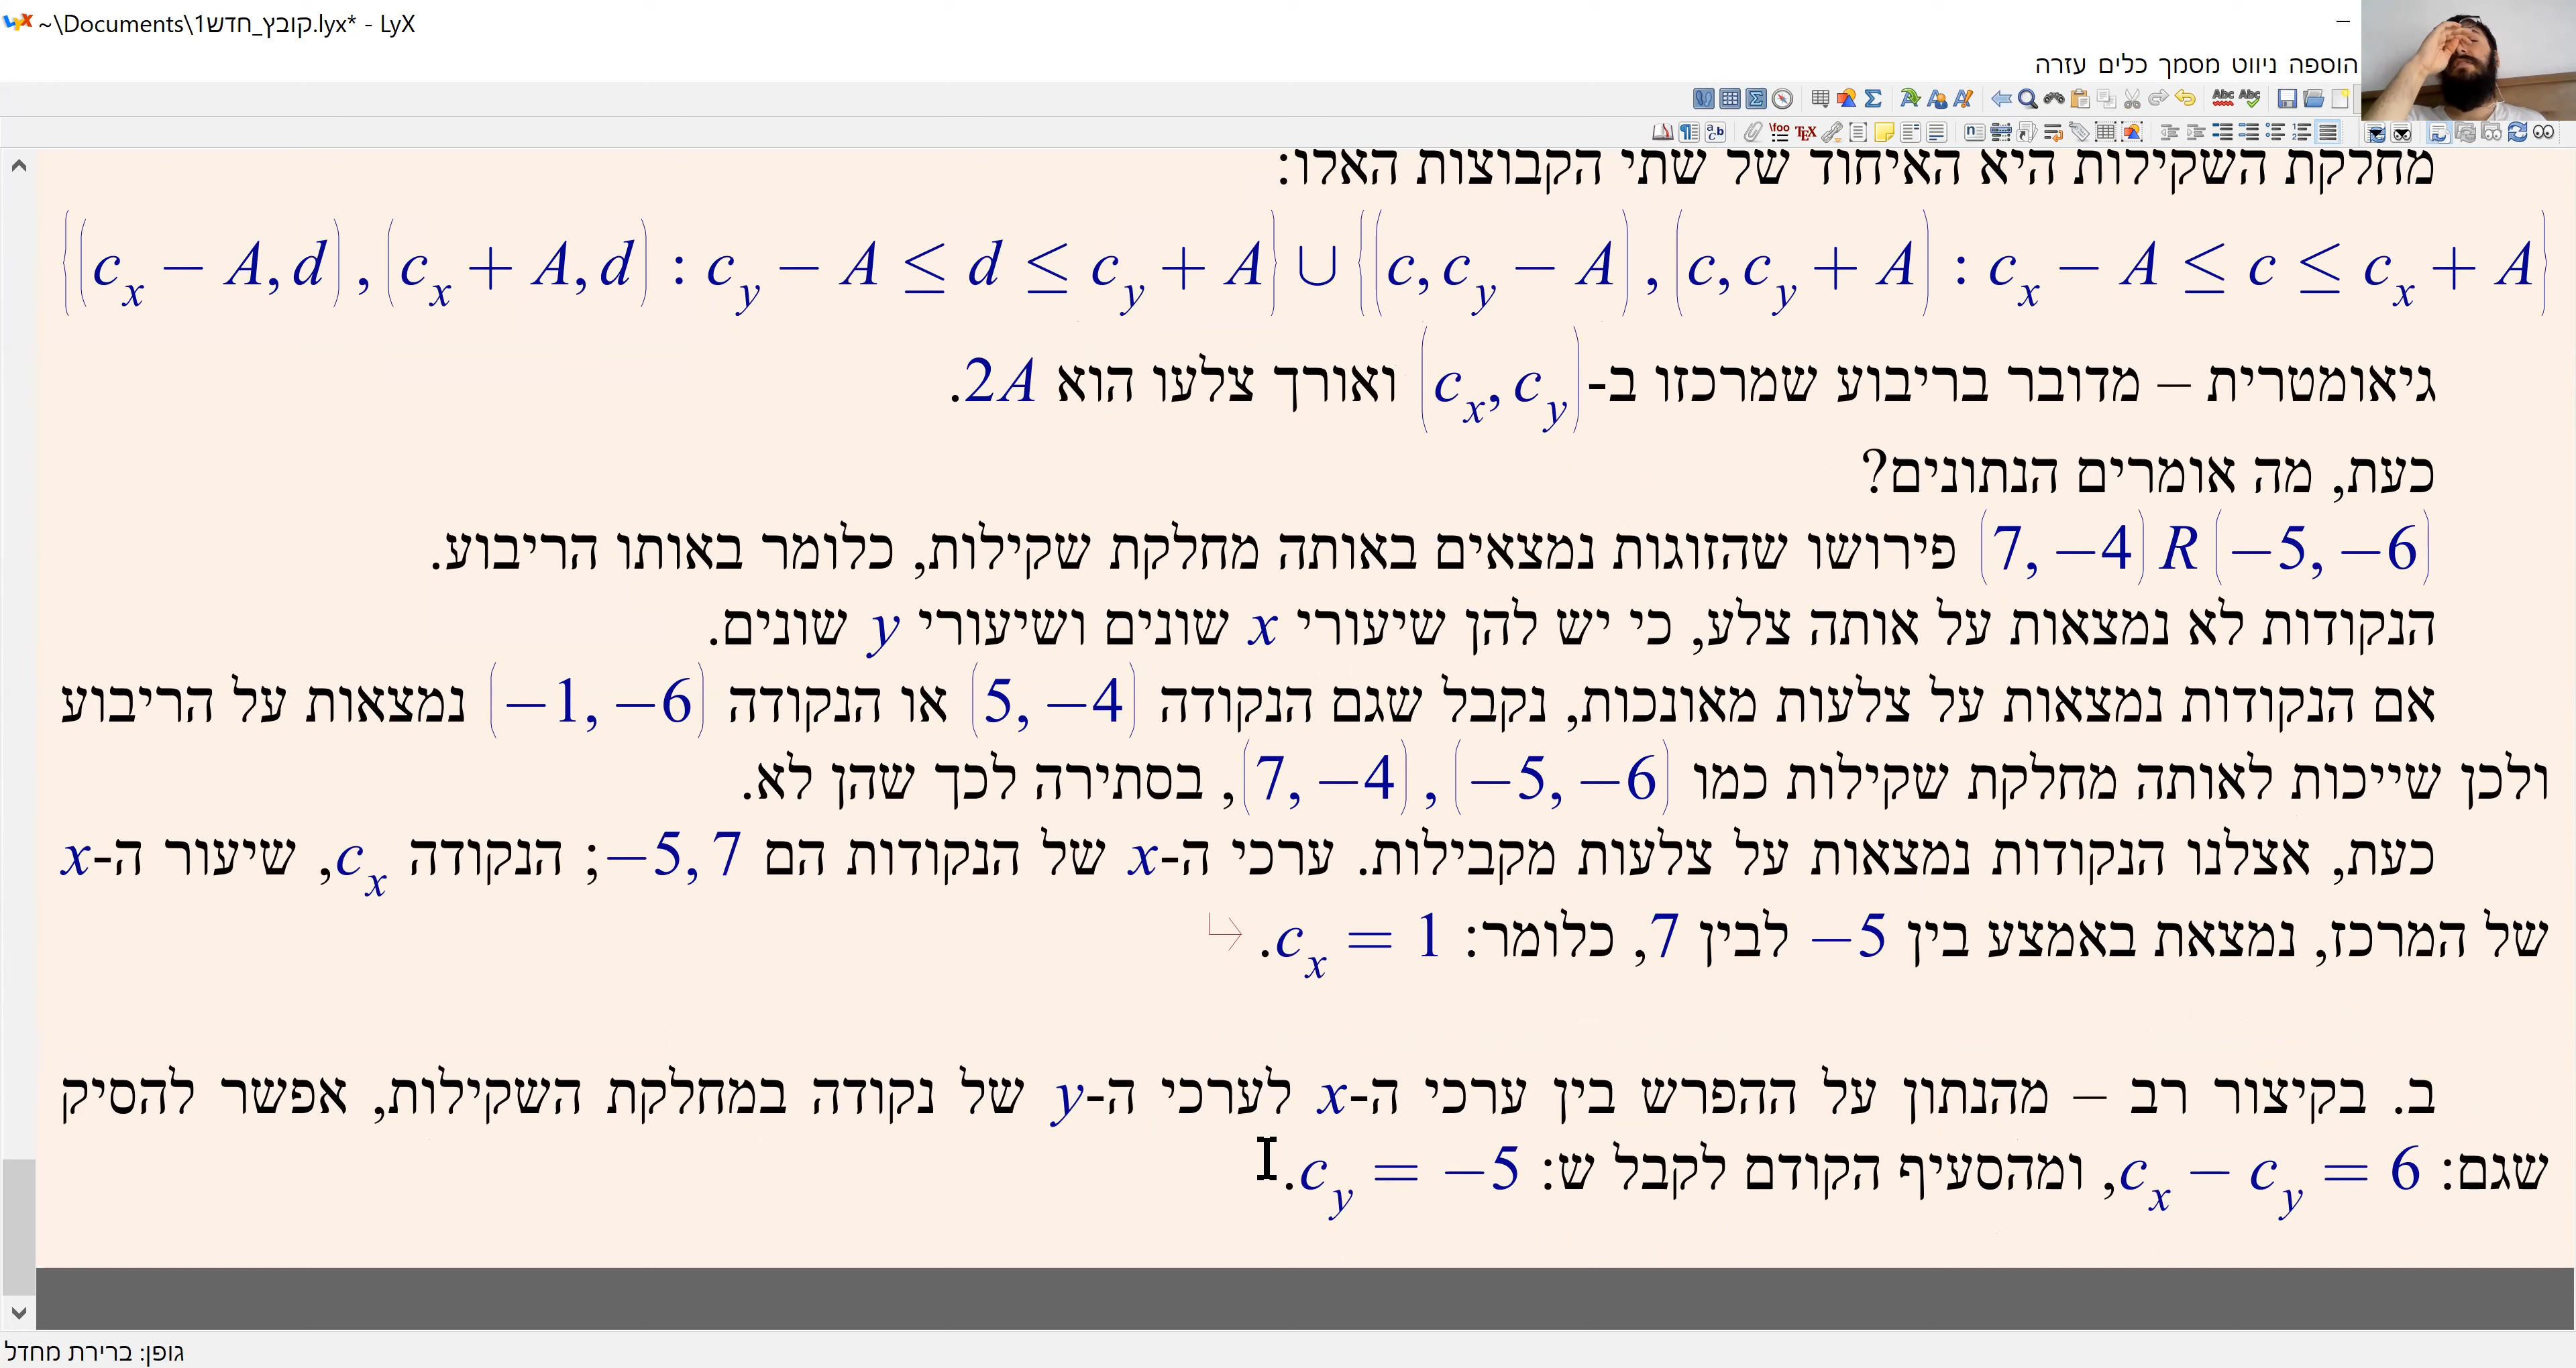 ~\Documents\קובץ_חדש1.lyx* - LyX
הוספה ניווט מסמך כלים עזרה
מחלקת השקילות היא האיחוד של שתי הקבוצות האלו:
{(c_x − A, d), (c_x + A, d) : c_y − A ≤ d ≤ c_y + A} ∪ {(c, c_y − A), (c, c_y + A) : c_x − A ≤ c ≤ c_x + A}
גיאומטרית – מדובר בריבוע שמרכזו ב-(c_x, c_y) ואורך צלעו הוא 2A.
כעת, מה אומרים הנתונים?
(7, −4) R (−5, −6) פירושו שהזוגות נמצאים באותה מחלקת שקילות, כלומר באותו הריבוע.
הנקודות לא נמצאות על אותה צלע, כי יש להן שיעורי x שונים ושיעורי y שונים.
אם הנקודות נמצאות על צלעות מאונכות, נקבל שגם הנקודה (5, −4) או הנקודה (−1, −6) נמצאות על הריבוע
ולכן שייכות לאותה מחלקת שקילות כמו (7, −4), (−5, −6), בסתירה לכך שהן לא.
כעת, אצלנו הנקודות נמצאות על צלעות מקבילות. ערכי ה-x של הנקודות הם −5, 7; הנקודה c_x, שיעור ה-x
של המרכז, נמצאת באמצע בין −5 לבין 7, כלומר: c_x = 1.
ב. בקיצור רב – מהנתון על ההפרש בין ערכי ה-x לערכי ה-y של נקודה במחלקת השקילות, אפשר להסיק
שגם: c_x − c_y = 6, ומהסעיף הקודם לקבל ש: c_y = −5.
גופן: ברירת מחדל